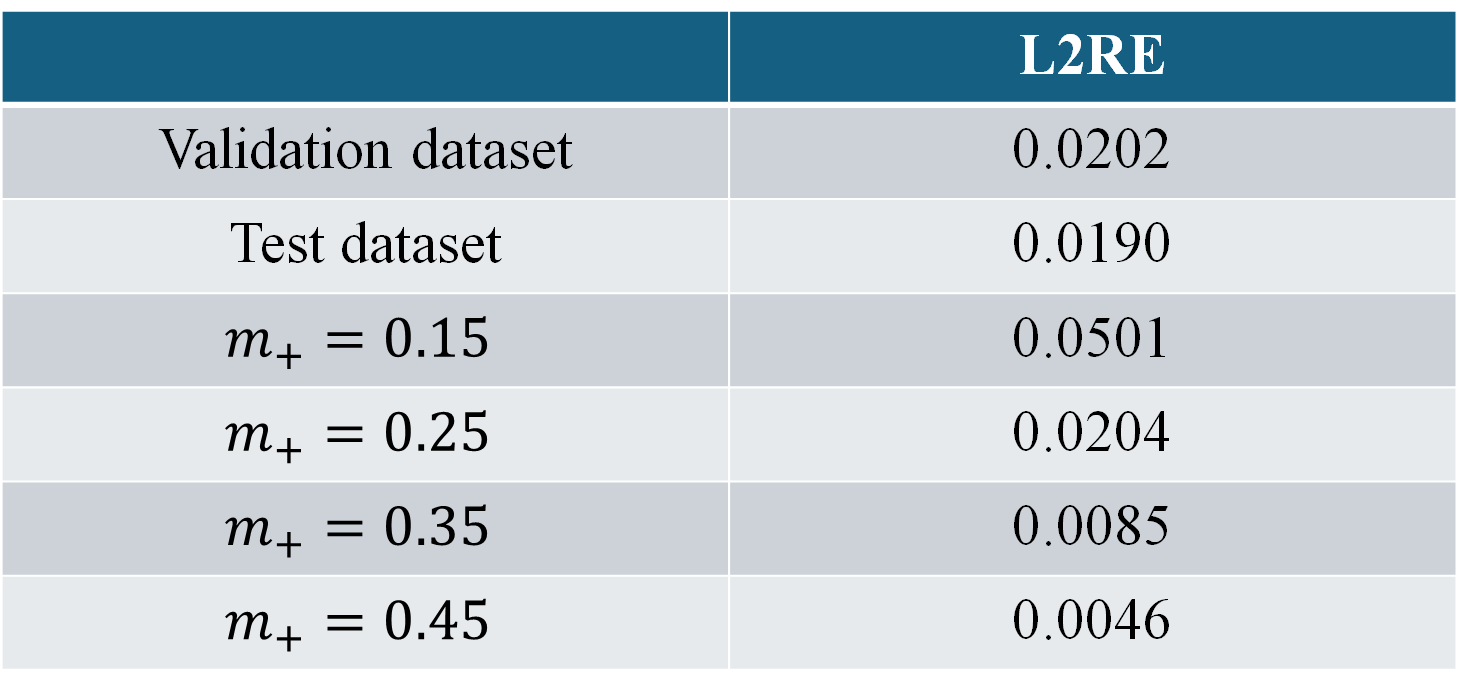 L2RE
Validation dataset 0.0202
Test dataset 0.0190
m₊ = 0.15 0.0501
m₊ = 0.25 0.0204
m₊ = 0.35 0.0085
m₊ = 0.45 0.0046